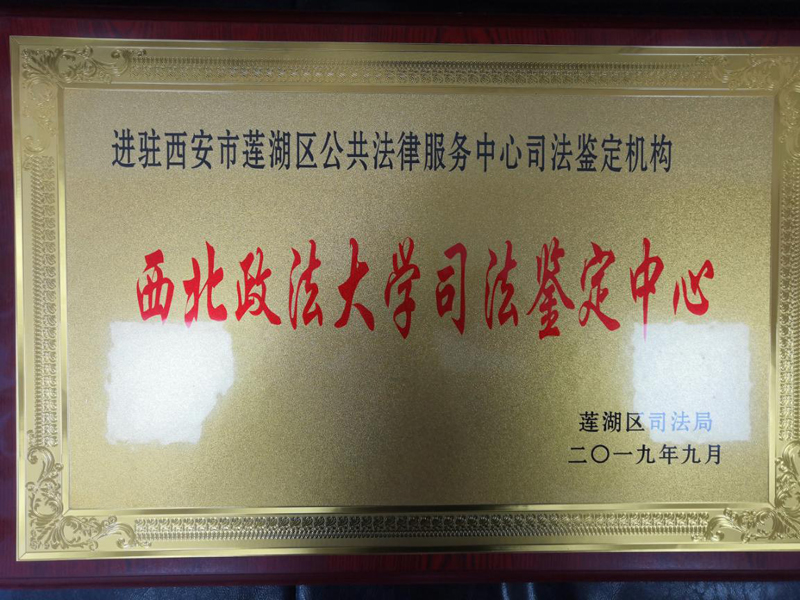 进驻西安市莲湖区公共法律服务中心司法鉴定机构
西北政法大学司法鉴定中心
莲湖区司法局
二〇一九年九月